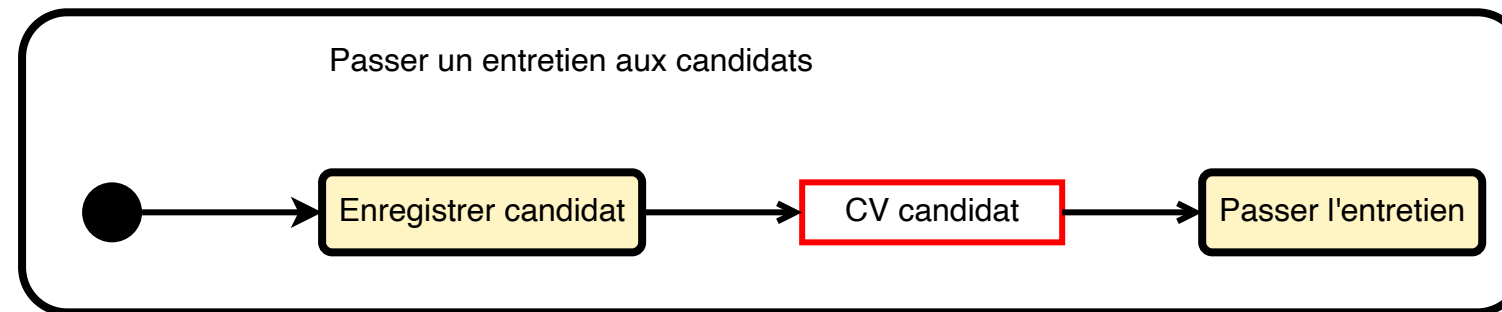 Passer un entretien aux candidats
Enregistrer candidat
CV candidat
Passer l'entretien